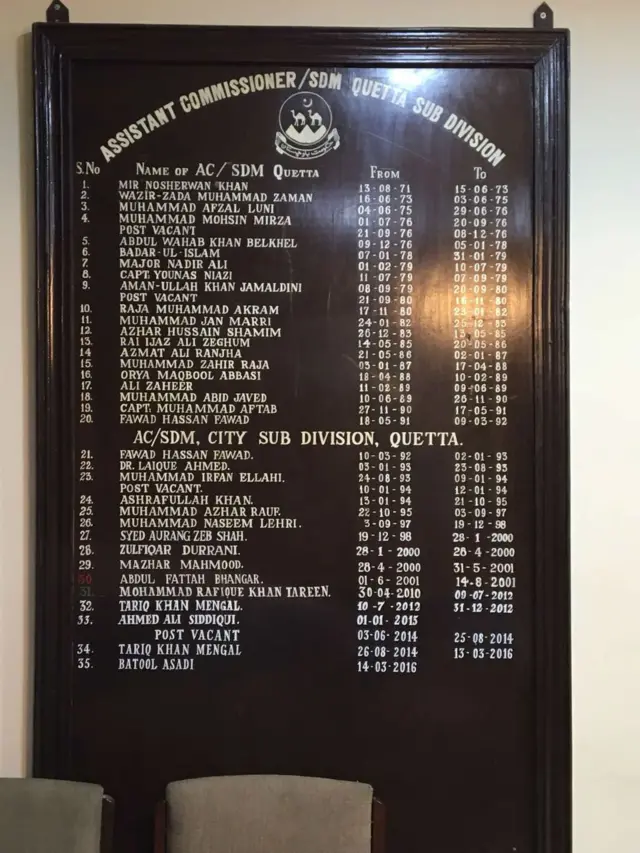 ASSISTANT COMMISSIONER/SDM QUETTA SUB DIVISION
S.No NAME OF AC/SDM QUETTA FROM TO
1. MIR NOSHERWAN KHAN 13-08-71 15-06-73
2. WAZIR-ZADA MUHAMMAD ZAMAN 16-06-73 03-06-75
3. MUHAMMAD AFZAL LUNI 04-06-75 29-06-76
4. MUHAMMAD MOHSIN MIRZA 01-07-76 20-09-76
POST VACANT 21-09-76 08-12-76
5. ABDUL WAHAB KHAN BELKHEL 09-12-76 05-01-78
6. BADAR-UL-ISLAM 07-01-78 31-01-79
7. MAJOR NADIR ALI 01-02-79 10-07-79
8. CAPT. YOUNAS NIAZI 11-07-79 07-09-79
9. AMAN-ULLAH KHAN JAMALDINI 08-09-79 20-09-80
POST VACANT 21-09-80 16-11-80
10. RAJA MUHAMMAD AKRAM 17-11-80 23-01-82
11. MUHAMMAD JAN MARRI 24-01-82 25-12-83
12. AZHAR HUSSAIN SHAMIM 26-12-83 13-05-85
13. RAI IJAZ ALI ZEGHUM 14-05-85 20-05-86
14 AZMAT ALI RANJHA 21-05-86 02-01-87
15. MUHAMMAD ZAHIR RAJA 03-01-87 17-04-88
16. ORYA MAQBOOL ABBASI 18-04-88 10-02-89
17. ALI ZAHEER 11-02-89 09-06-89
18. MUHAMMAD ABID JAVED 10-06-89 26-11-90
19. CAPT. MUHAMMAD AFTAB 27-11-90 17-05-91
20. FAWAD HASSAN FAWAD 18-05-91 09-03-92
AC/SDM, CITY SUB DIVISION, QUETTA.
21. FAWAD HASSAN FAWAD. 10-03-92 02-01-93
22. DR. LAIQUE AHMED. 03-01-93 23-08-93
23. MUHAMMAD IRFAN ELLAHI. 24-08-93 09-01-94
POST VACANT. 10-01-94 12-01-94
24. ASHRAFULLAH KHAN. 13-01-94 21-10-95
25. MUHAMMAD AZHAR RAUF. 22-10-95 03-09-97
26. MUHAMMAD NASEEM LEHRI. 3-09-97 19-12-98
27. SYED AURANG ZEB SHAH. 19-12-98 28-1-2000
28. ZULFIQAR DURRANI. 28-1-2000 28-4-2000
29. MAZHAR MAHMOOD. 28-4-2000 31-5-2001
30 ABDUL FATTAH BHANGAR. 01-6-2001 14-8-2001
31. MOHAMMAD RAFIQUE KHAN TAREEN. 30-04-2010 09-07-2012
32. TARIQ KHAN MENGAL. 10-7-2012 31-12-2012
33. AHMED ALI SIDDIQUI. 01-01-2013
POST VACANT 03-06-2014 25-08-2014
34. TARIQ KHAN MENGAL 26-08-2014 13-03-2016
35. BATOOL ASADI 14-03-2016